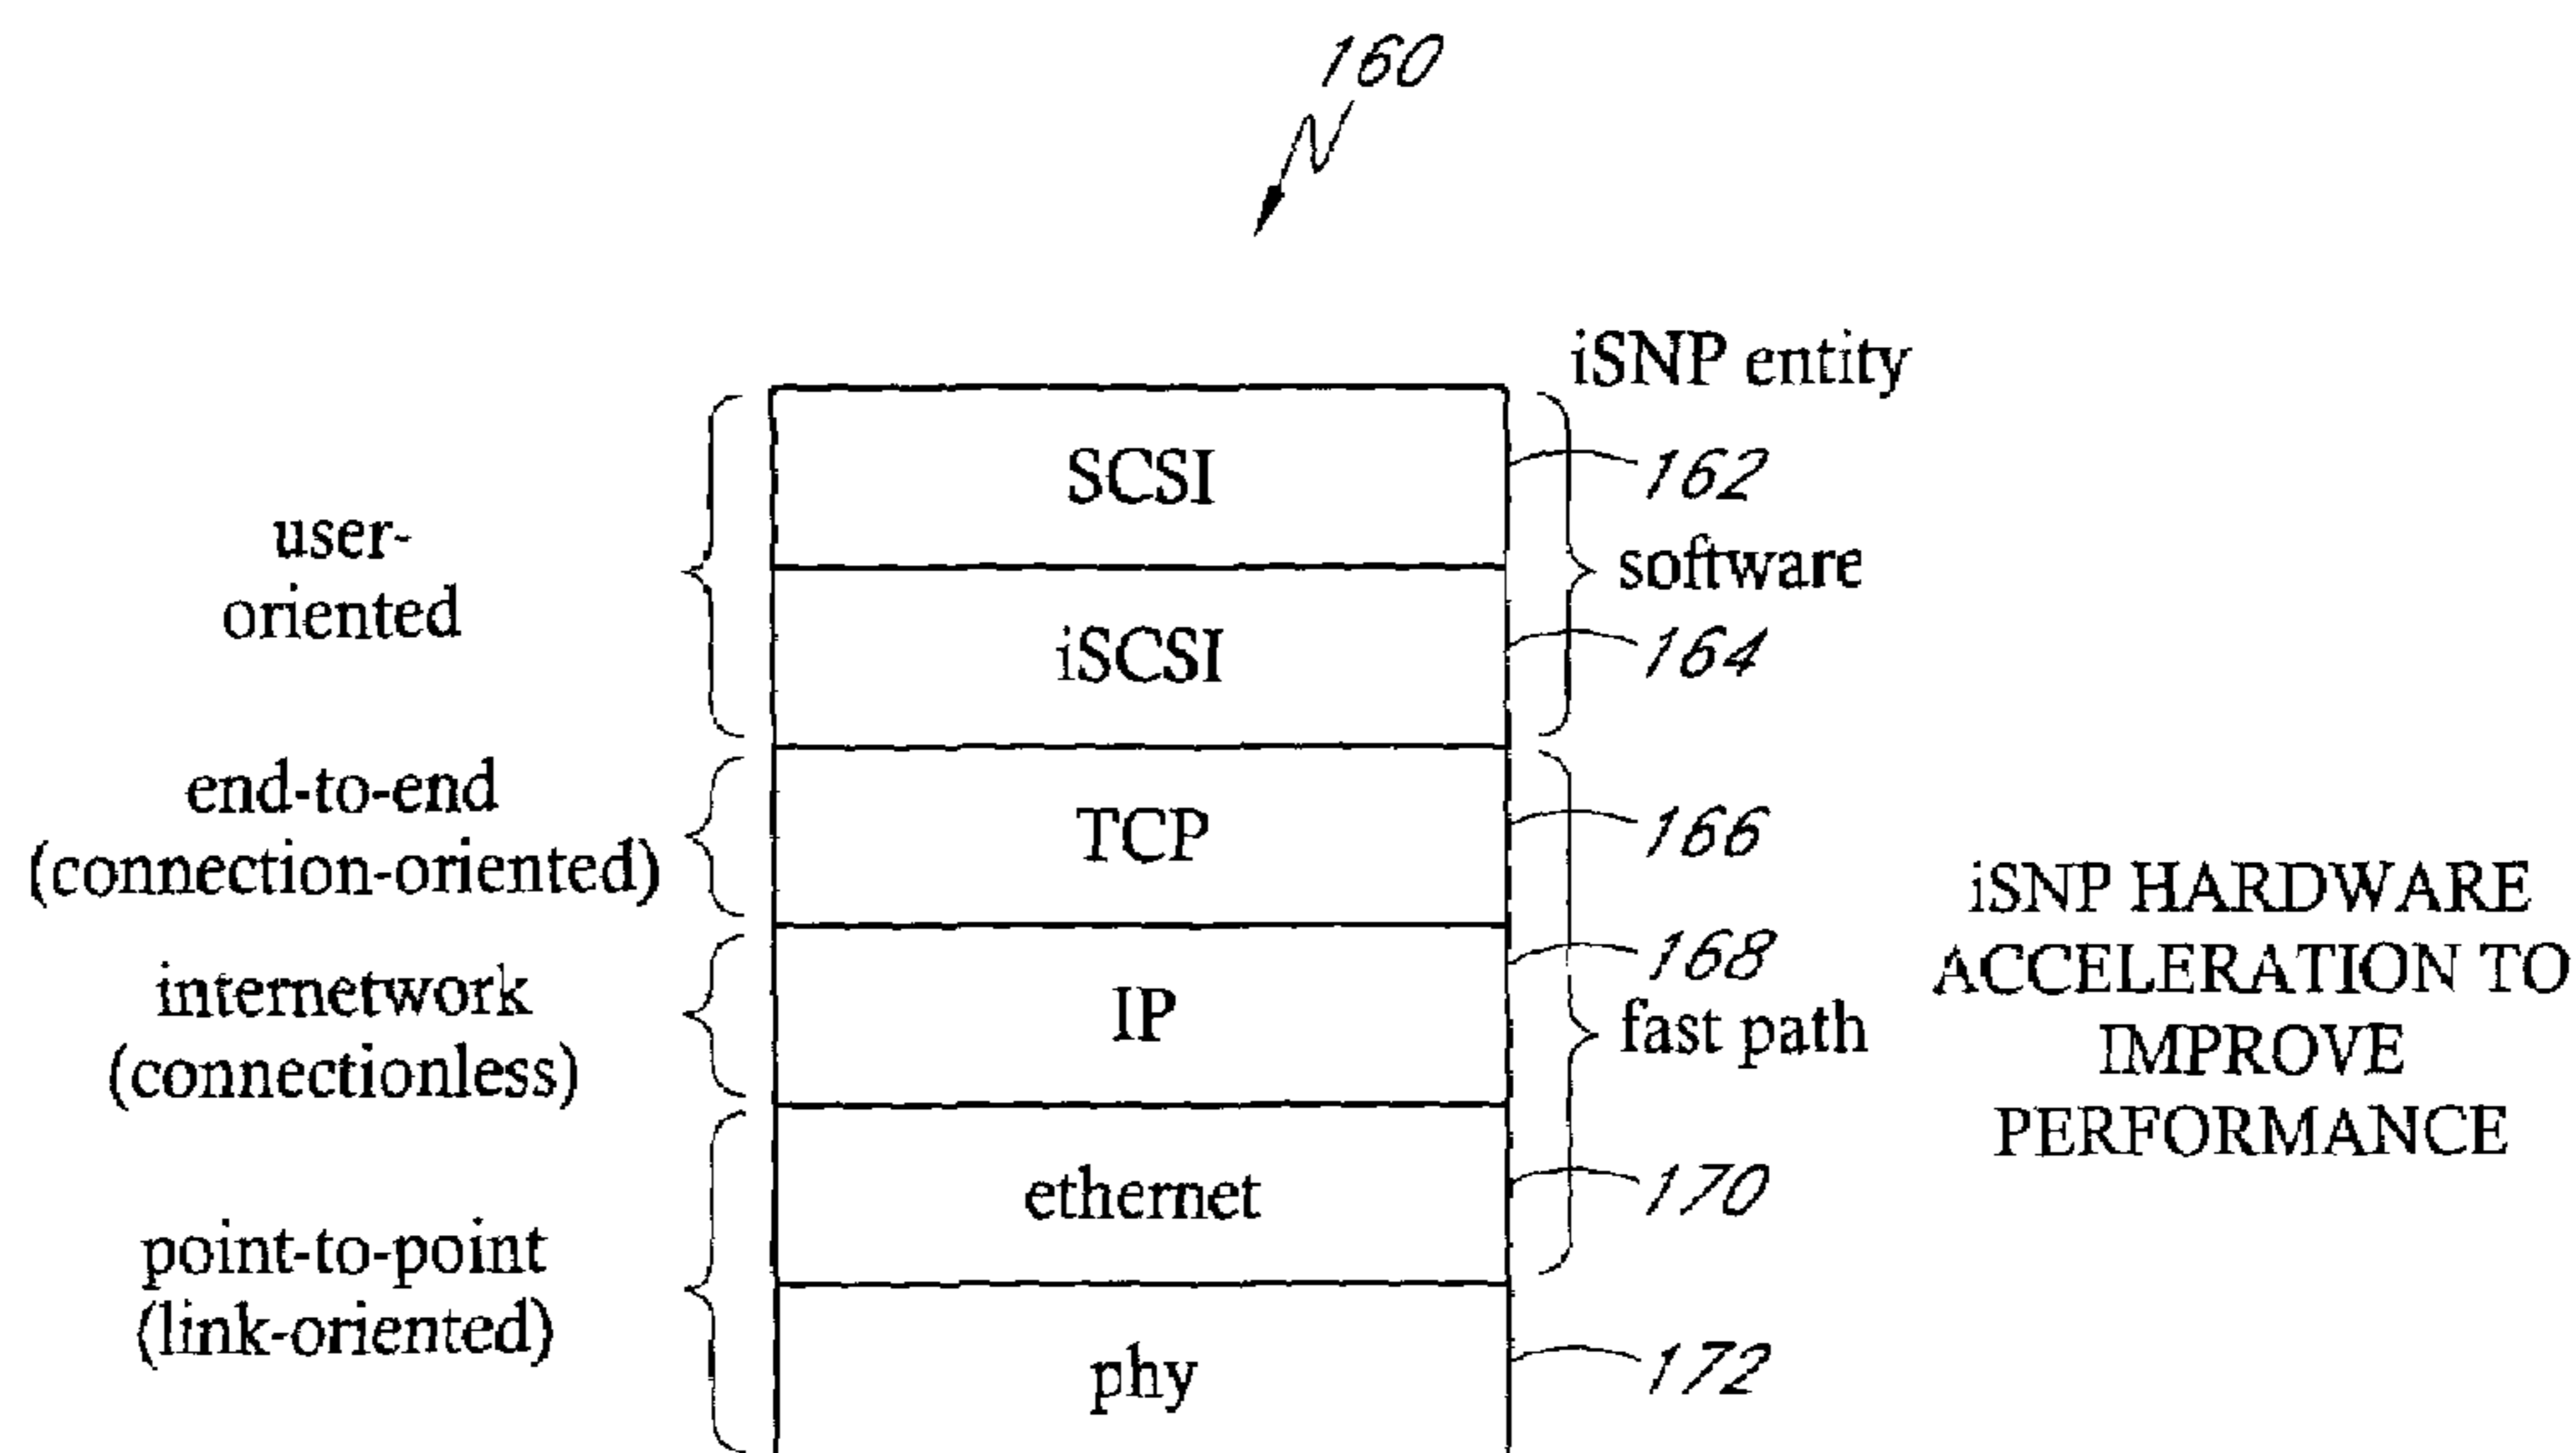 160
iSNP entity
SCSI
162
user-
oriented
software
iSCSI
164
end-to-end
(connection-oriented)
TCP
166
iSNP HARDWARE
ACCELERATION TO
IMPROVE
PERFORMANCE
internetwork
(connectionless)
IP
168
fast path
ethernet
170
point-to-point
(link-oriented)
phy
172